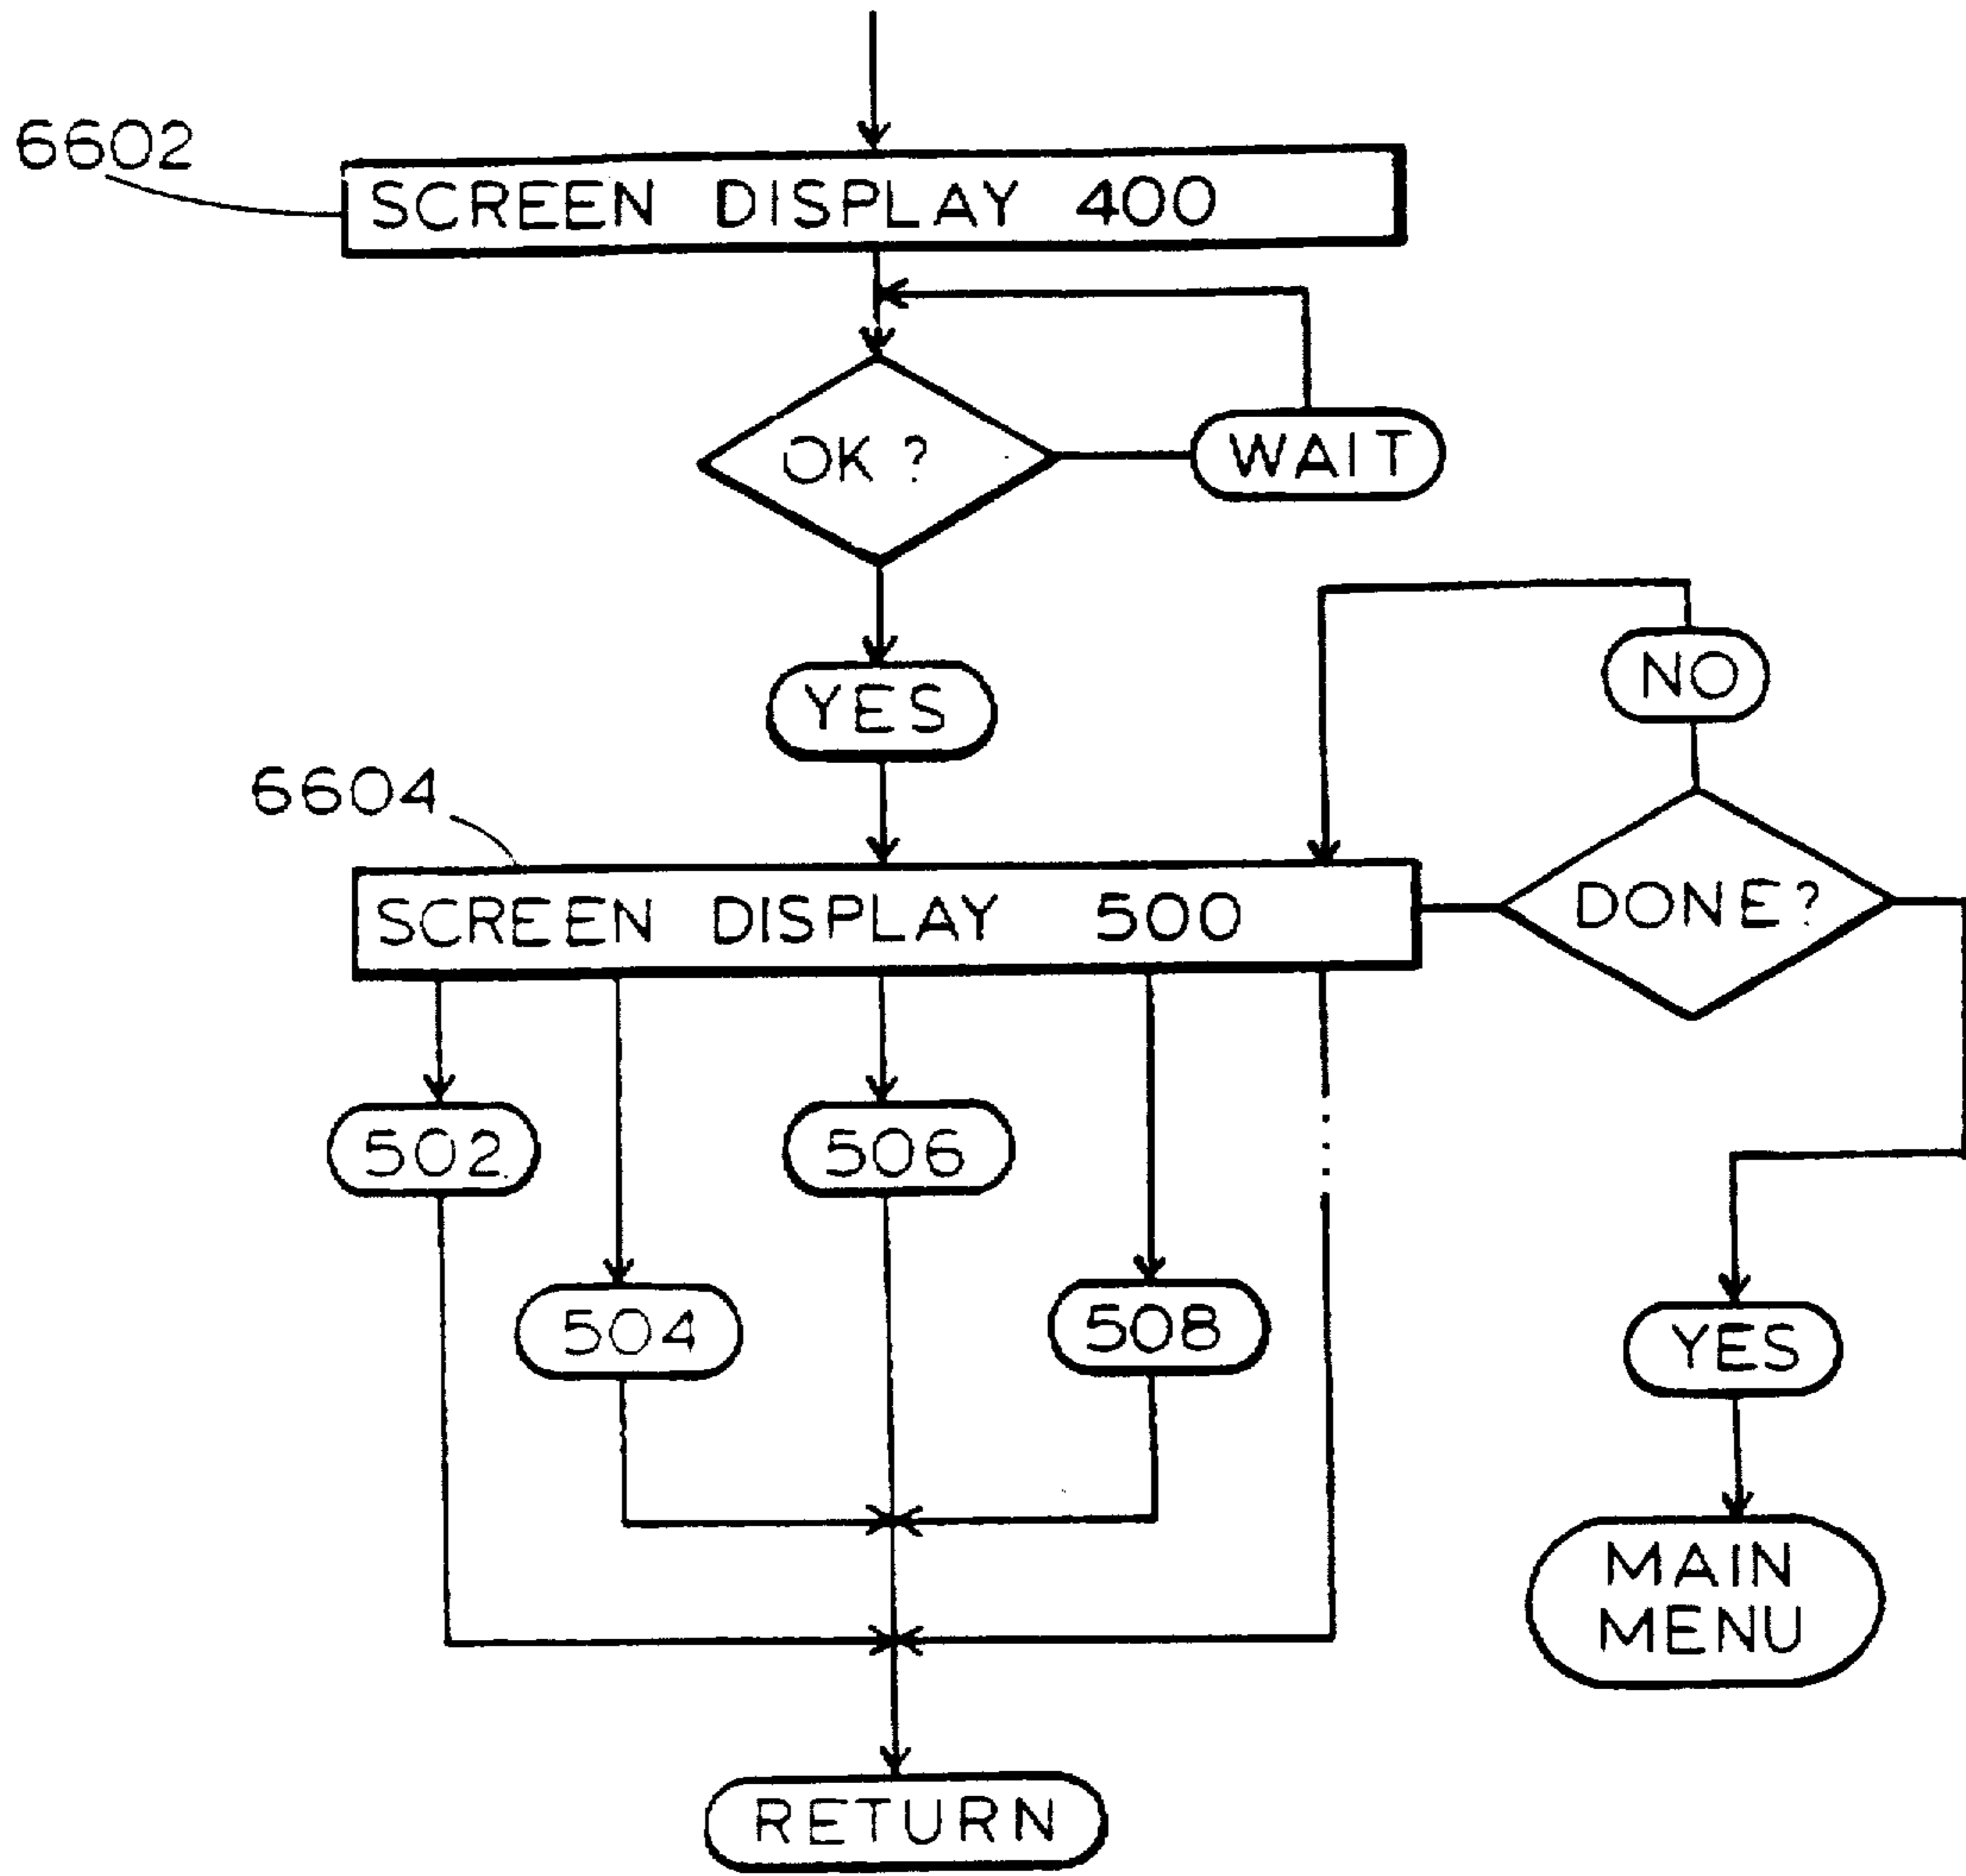 6602
SCREEN DISPLAY 400
OK ?
WAIT
YES
NO
6604
SCREEN DISPLAY 500
DONE?
502
506
504
508
YES
MAIN
MENU
RETURN